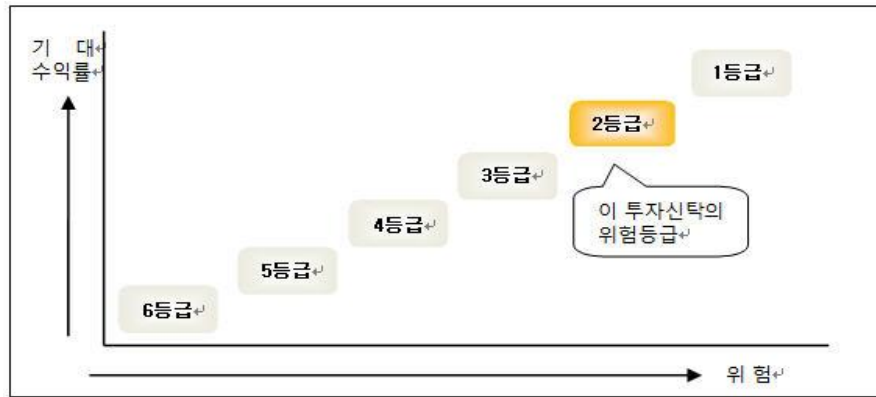 기 대
수익률
1등급
2등급
3등급
이 투자신탁의
위험등급
4등급
5등급
6등급
위 험